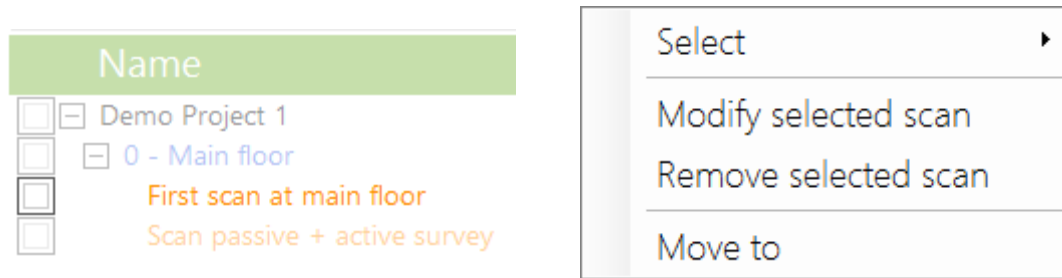 Name
Demo Project 1
0 - Main floor
First scan at main floor
Scan passive + active survey
Select
Modify selected scan
Remove selected scan
Move to